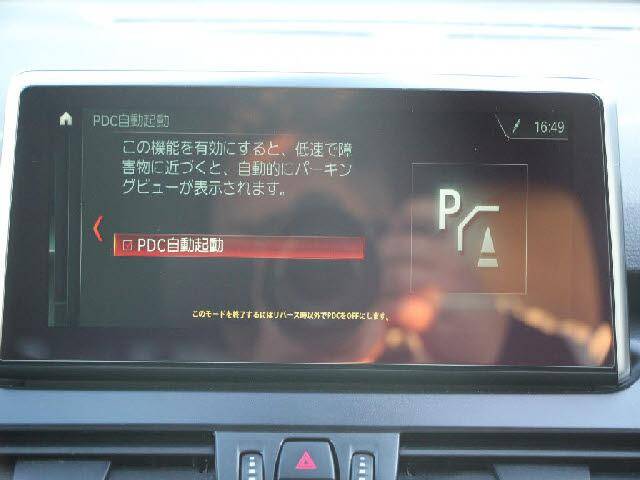 PDC自動起動
16:49
この機能を有効にすると、低速で障
害物に近づくと、自動的にパーキン
グビューが表示されます。
P
PDC自動起動
このモードを終了するにはリバース時以外でPDCをOFFにします。